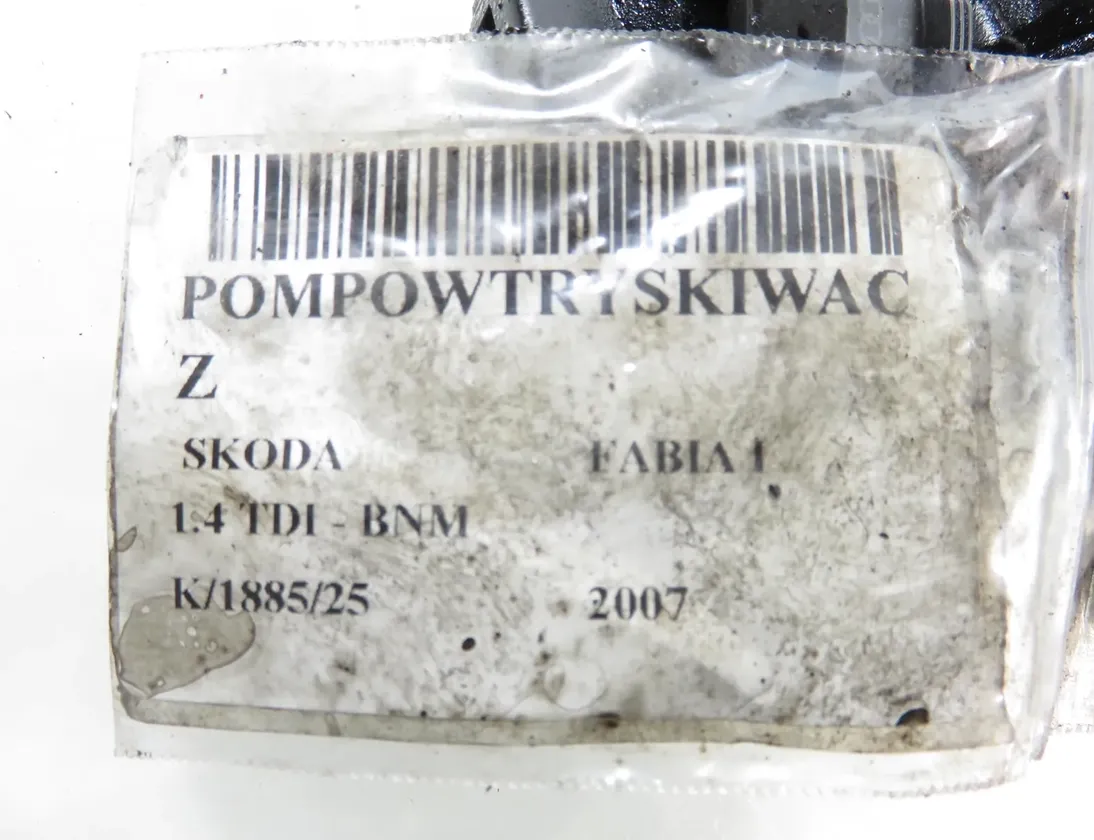 POMPOWTRYSKIWAC
Z
SKODA FABIA I
1.4 TDI - BNM
K/1885/25 2007